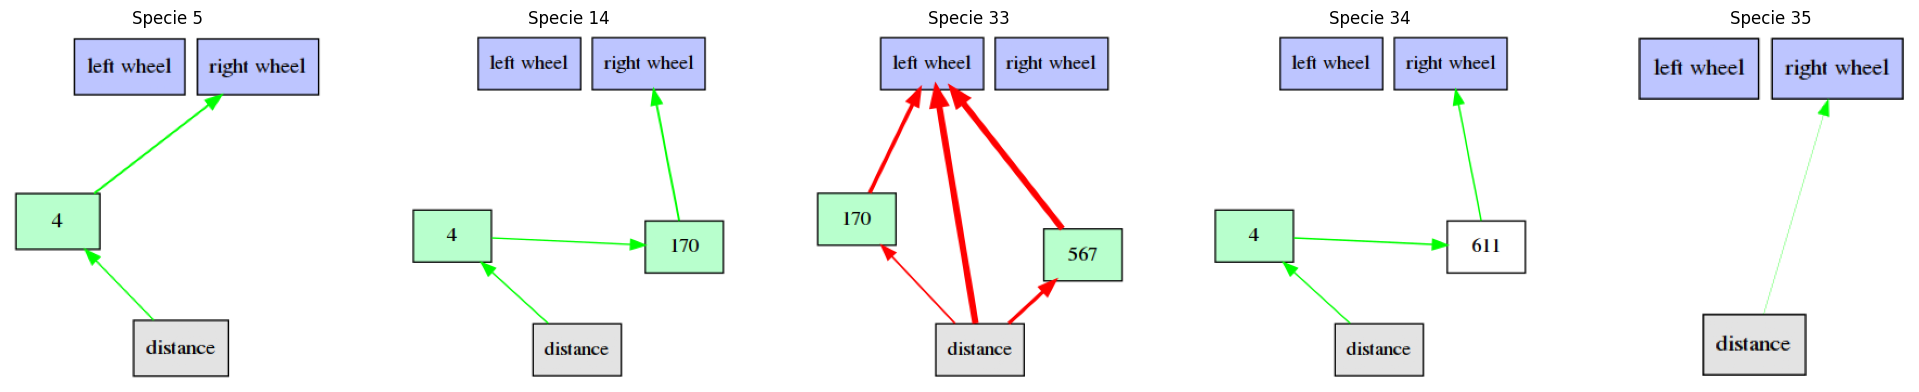 Specie 5
left wheel
right wheel
4
distance
Specie 14
left wheel
right wheel
4
170
distance
Specie 33
left wheel
right wheel
170
567
distance
Specie 34
left wheel
right wheel
4
611
distance
Specie 35
left wheel
right wheel
distance